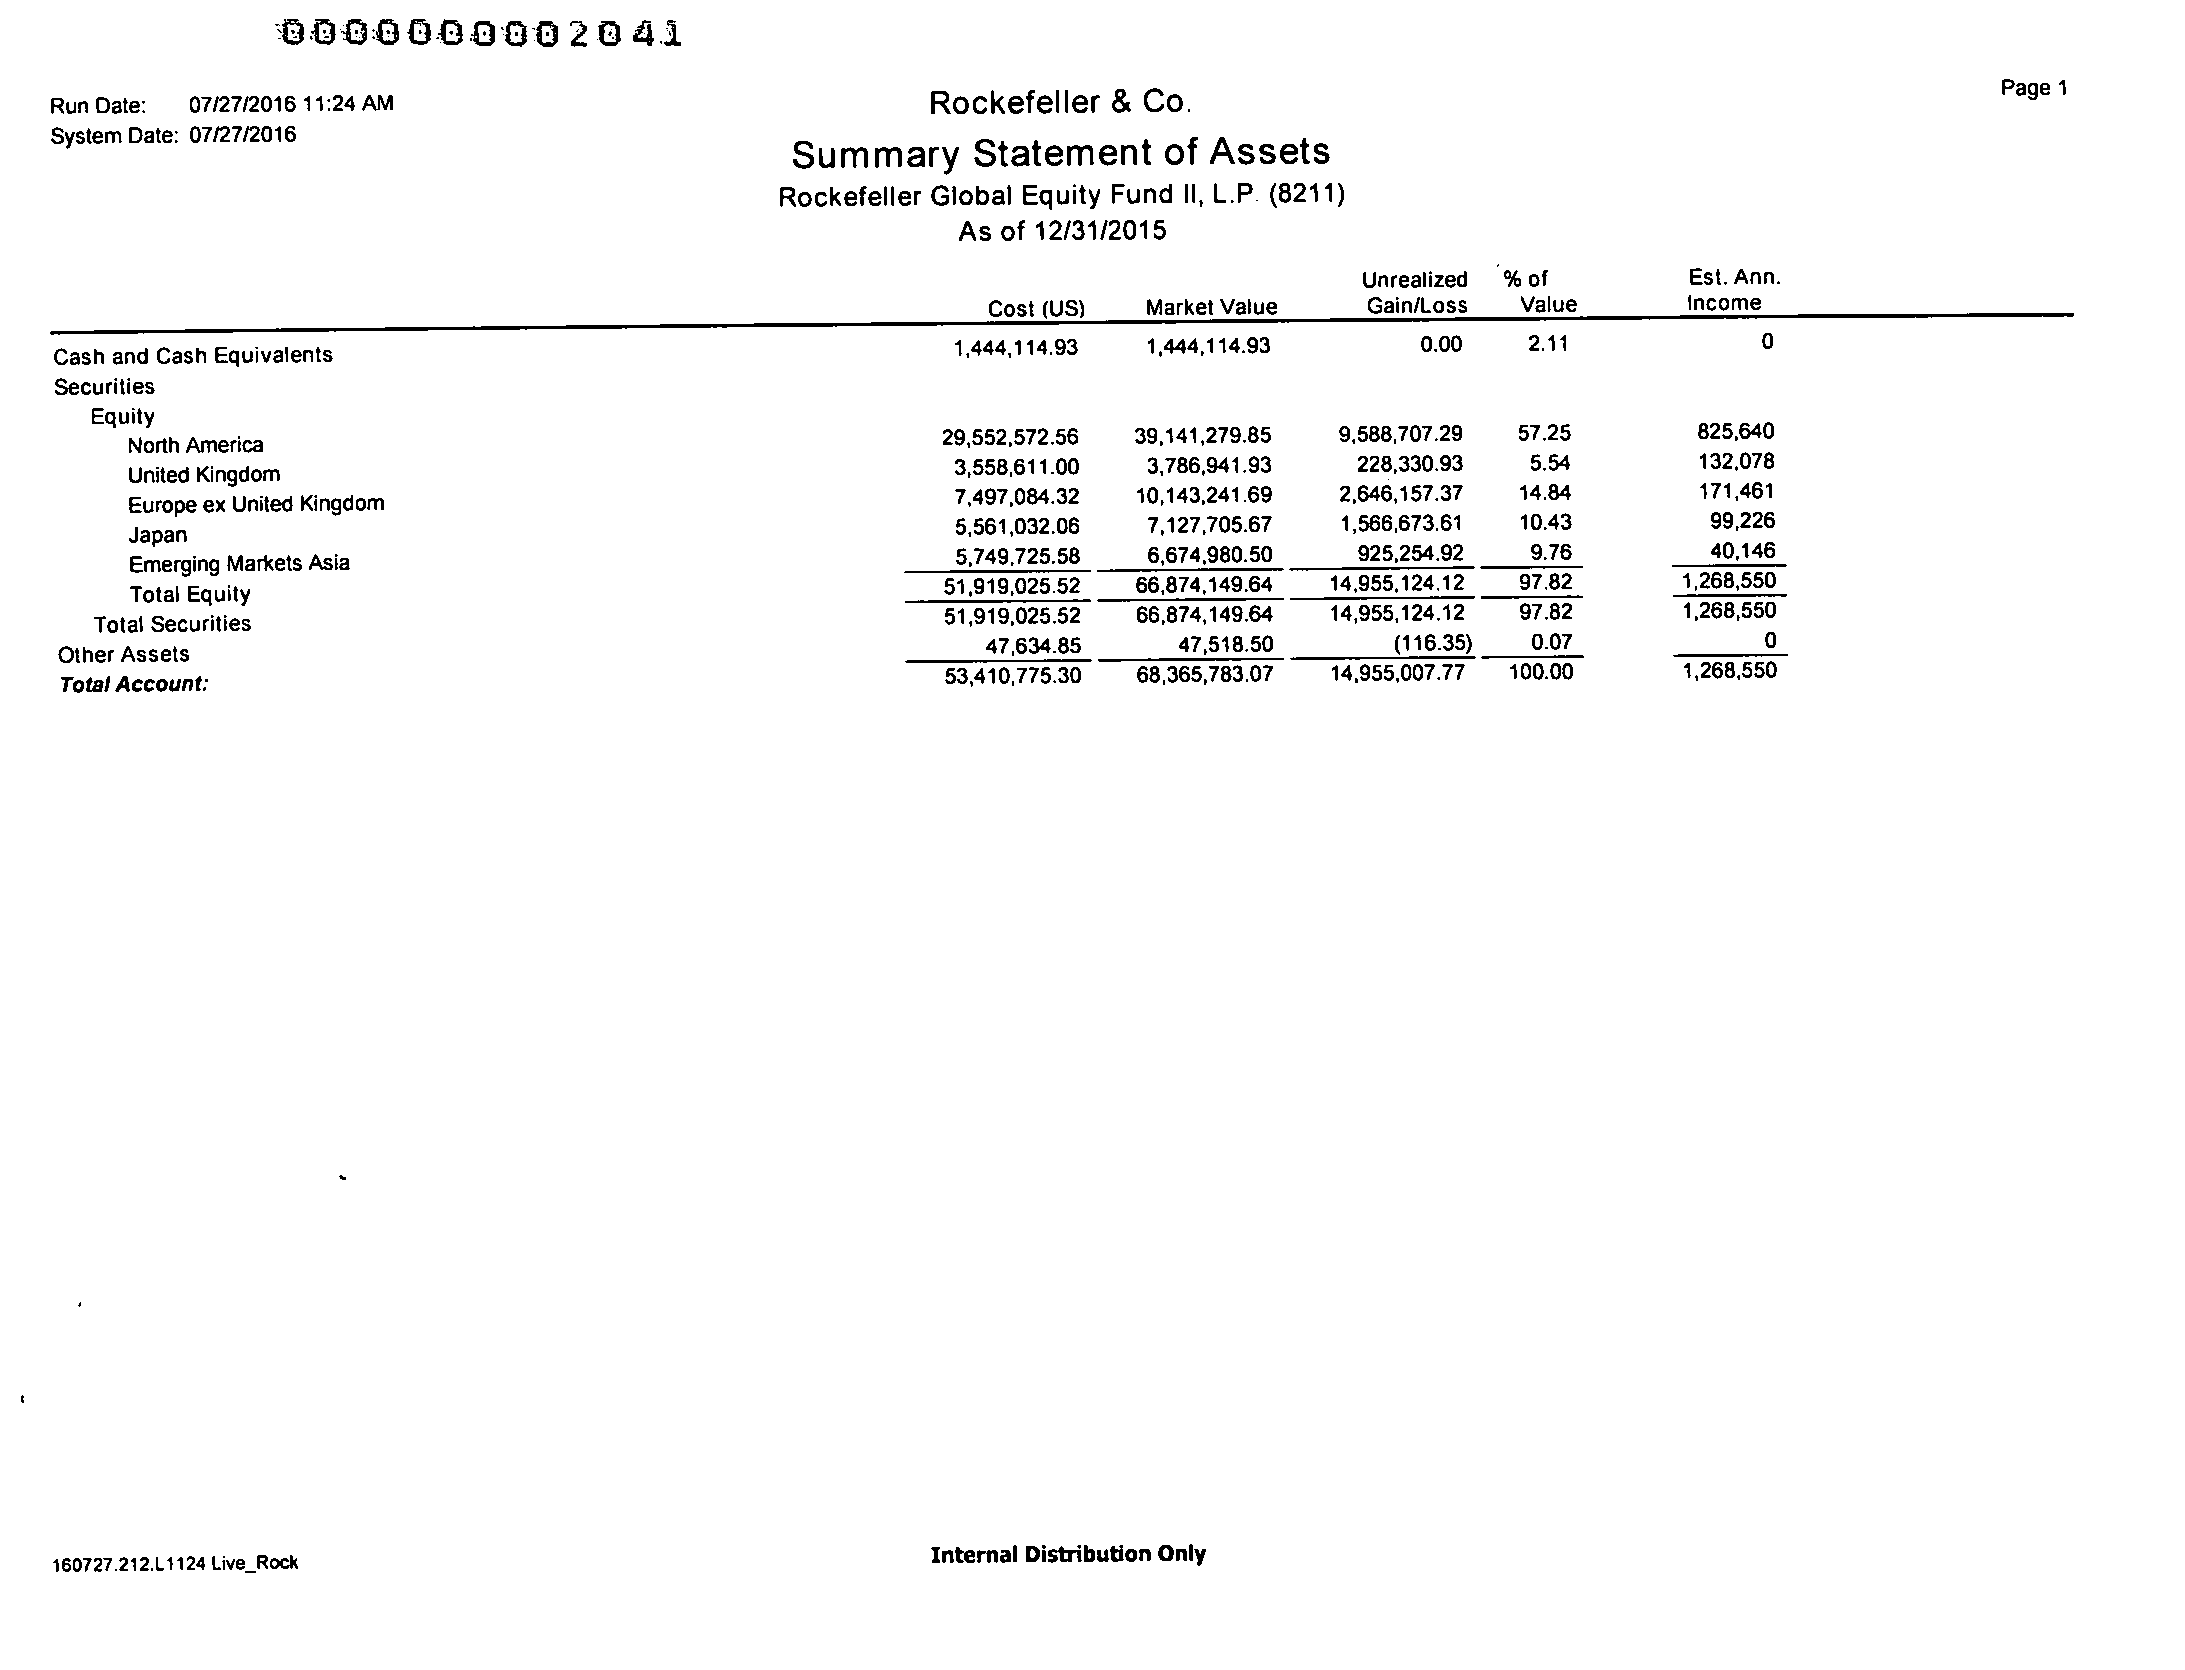 0000000002041
Run Date: 07/27/2016 11:24 AM
System Date: 07/27/2016
Rockefeller & Co.
Page 1
Summary Statement of Assets
Rockefeller Global Equity Fund II, L.P. (8211)
As of 12/31/2015
Unrealized % of Est. Ann.
Cost (US) Market Value Gain/Loss Value Income
Cash and Cash Equivalents 1,444,114.93 1,444,114.93 0.00 2.11 0
Securities
Equity
North America 29,552,572.56 39,141,279.85 9,588,707.29 57.25 825,640
United Kingdom 3,558,611.00 3,786,941.93 228,330.93 5.54 132,078
Europe ex United Kingdom 7,497,084.32 10,143,241.69 2,646,157.37 14.84 171,461
Japan 5,561,032.06 7,127,705.67 1,566,673.61 10.43 99,226
Emerging Markets Asia 5,749,725.58 6,674,980.50 925,254.92 9.76 40,146
Total Equity 51,919,025.52 66,874,149.64 14,955,124.12 97.82 1,268,550
Total Securities 51,919,025.52 66,874,149.64 14,955,124.12 97.82 1,268,550
Other Assets 47,634.85 47,518.50 (116.35) 0.07 0
Total Account: 53,410,775.30 68,365,783.07 14,955,007.77 100.00 1,268,550
160727.212.L1124 Live_Rock
Internal Distribution Only